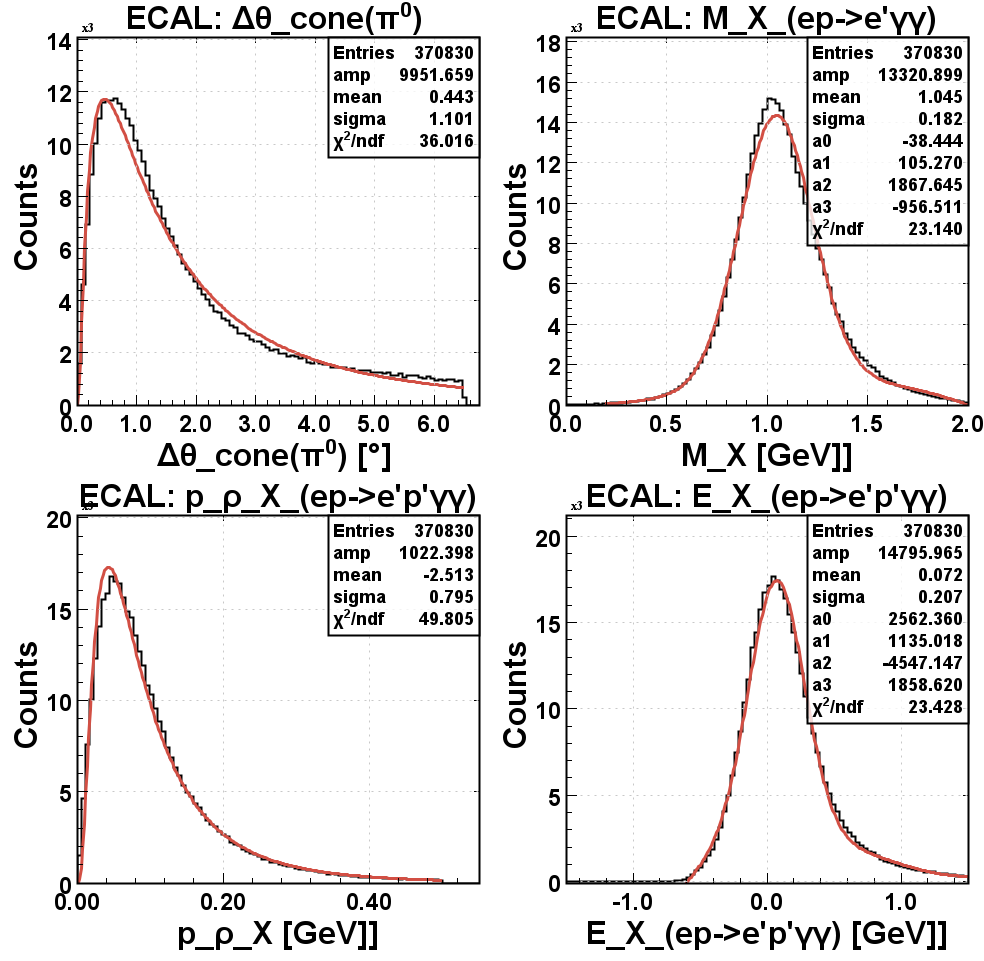 ECAL: Δθ_cone(π⁰)
x3
Entries 370830
amp 9951.659
mean 0.443
sigma 1.101
χ²/ndf 36.016
14
12
10
8
6
4
2
0
Counts
0.0 1.0 2.0 3.0 4.0 5.0 6.0
Δθ_cone(π⁰) [°]
ECAL: M_X_(ep->e'γγ)
x3
Entries 370830
amp 13320.899
mean 1.045
sigma 0.182
a0 -38.444
a1 105.270
a2 1867.645
a3 -956.511
χ²/ndf 23.140
18
16
14
12
10
8
6
4
2
0
Counts
0.0 0.5 1.0 1.5 2.0
M_X [GeV]]
ECAL: p_ρ_X_(ep->e'p'γγ)
x3
Entries 370830
amp 1022.398
mean -2.513
sigma 0.795
χ²/ndf 49.805
20
15
10
5
0
Counts
0.00 0.20 0.40
p_ρ_X [GeV]]
ECAL: E_X_(ep->e'p'γγ)
x3
Entries 370830
amp 14795.965
mean 0.072
sigma 0.207
a0 2562.360
a1 1135.018
a2 -4547.147
a3 1858.620
χ²/ndf 23.428
20
15
10
5
0
Counts
-1.0 0.0 1.0
E_X_(ep->e'p'γγ) [GeV]]